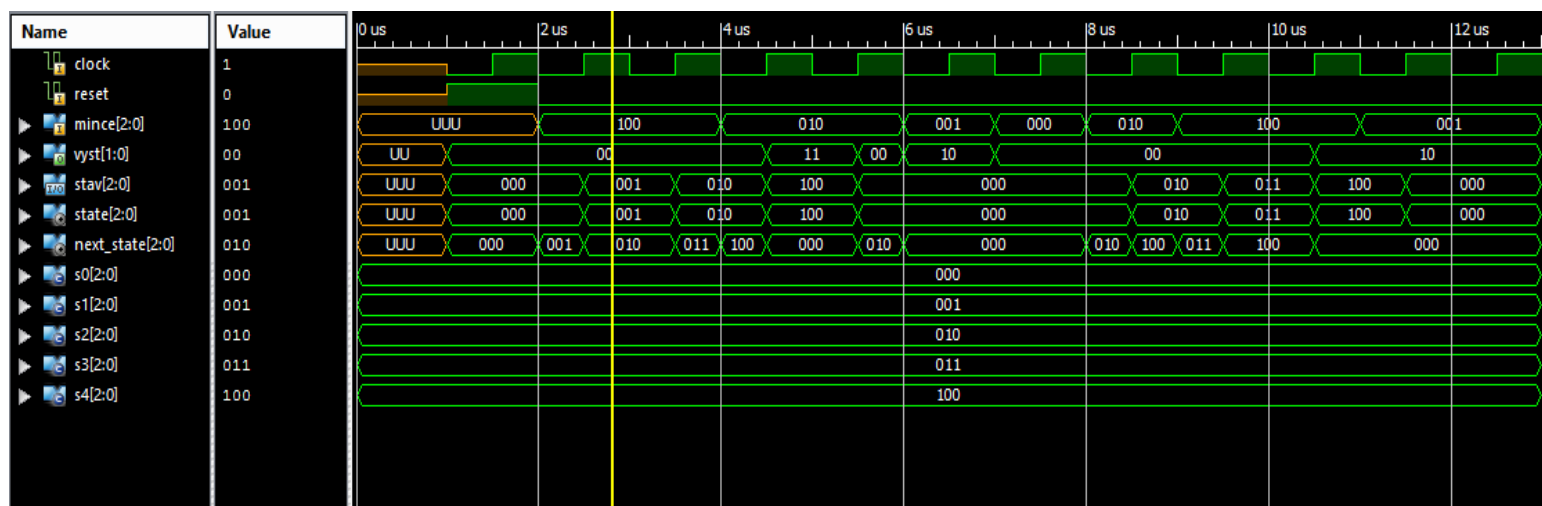 Name Value 0 us 2 us 4 us 6 us 8 us 10 us 12 us
clock 1
reset 0
mince[2:0] 100 UUU 100 010 001 000 010 100 001
vyst[1:0] 00 UU 00 11 00 10 00 10
stav[2:0] 001 UUU 000 001 010 100 000 010 011 100 000
state[2:0] 001 UUU 000 001 010 100 000 010 011 100 000
next_state[2:0] 010 UUU 000 001 010 011 100 000 010 000 010 100 011 100 000
s0[2:0] 000 000
s1[2:0] 001 001
s2[2:0] 010 010
s3[2:0] 011 011
s4[2:0] 100 100